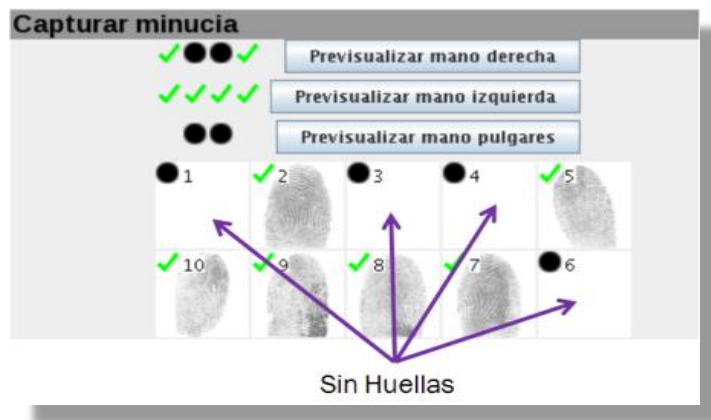 Capturar minucia
Previsualizar mano derecha
Previsualizar mano izquierda
Previsualizar mano pulgares
1 2 3 4 5
10 9 8 7 6
Sin Huellas